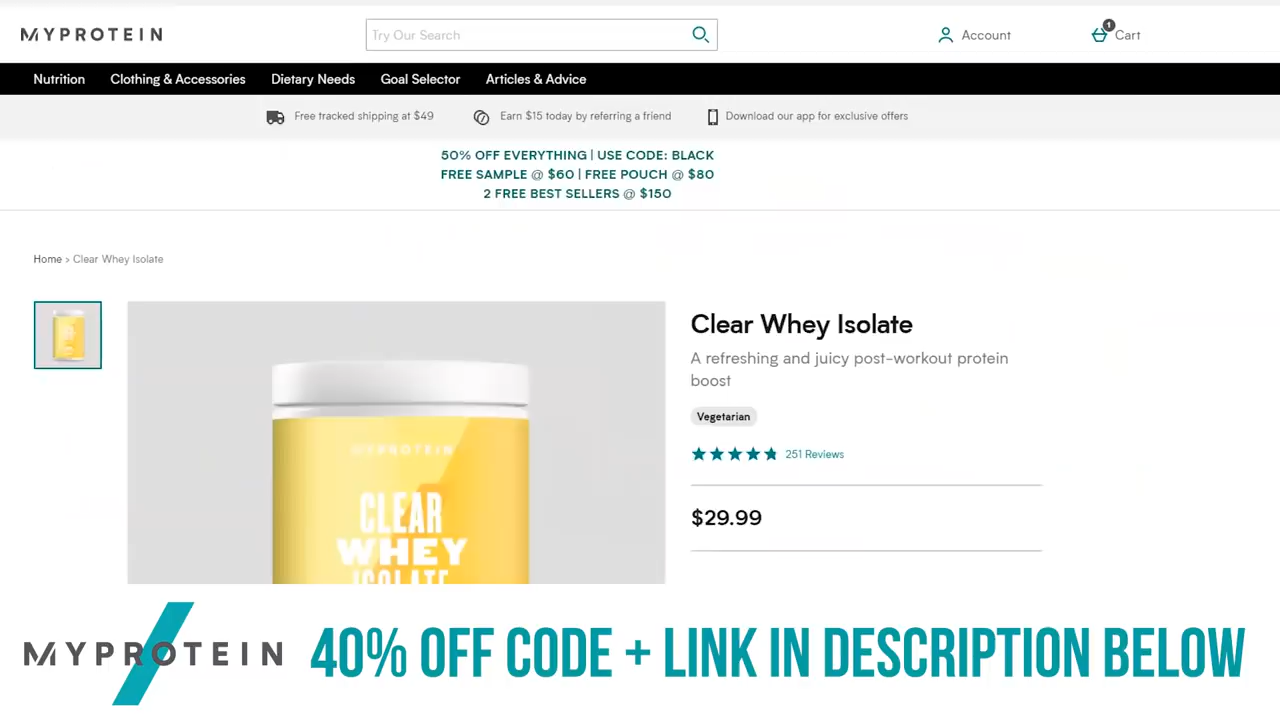 MYPROTEIN
Try Our Search
Account
1
Cart
Nutrition
Clothing & Accessories
Dietary Needs
Goal Selector
Articles & Advice
Free tracked shipping at $49
Earn $15 today by referring a friend
Download our app for exclusive offers
50% OFF EVERYTHING | USE CODE: BLACK
FREE SAMPLE @ $60 | FREE POUCH @ $80
2 FREE BEST SELLERS @ $150
Home > Clear Whey Isolate
Clear Whey Isolate
A refreshing and juicy post-workout protein
boost
Vegetarian
251 Reviews
$29.99
MYPROTEIN
CLEAR
WHEY
ISOLATE
MYPROTEIN
40% OFF CODE + LINK IN DESCRIPTION BELOW